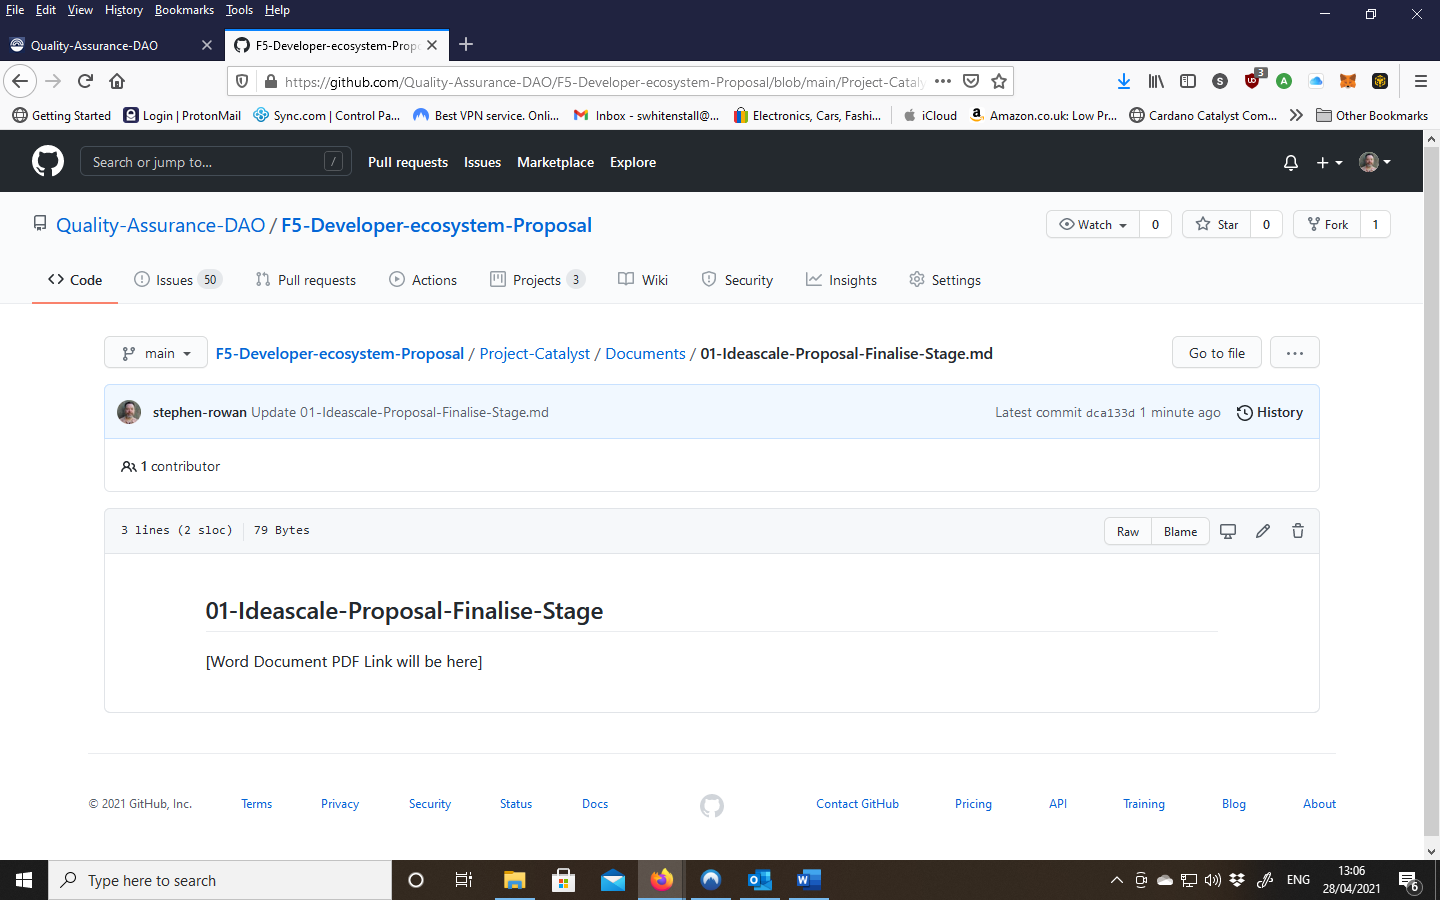 File Edit View History Bookmarks Tools Help
Quality-Assurance-DAO
F5-Developer-ecosystem-Propo
https://github.com/Quality-Assurance-DAO/F5-Developer-ecosystem-Proposal/blob/main/Project-Cataly
3
Getting Started Login | ProtonMail Sync.com | Control Pa... Best VPN service. Onli... Inbox - swhitenstall@... Electronics, Cars, Fashi... iCloud Amazon.co.uk: Low Pr... Cardano Catalyst Com... Other Bookmarks
Search or jump to... / Pull requests Issues Marketplace Explore
Quality-Assurance-DAO / F5-Developer-ecosystem-Proposal
Watch 0 Star 0 Fork 1
Code Issues 50 Pull requests Actions Projects 3 Wiki Security Insights Settings
main F5-Developer-ecosystem-Proposal / Project-Catalyst / Documents / 01-Ideascale-Proposal-Finalise-Stage.md Go to file ...
stephen-rowan Update 01-Ideascale-Proposal-Finalise-Stage.md Latest commit dca133d 1 minute ago History
1 contributor
3 lines (2 sloc) 79 Bytes Raw Blame
01-Ideascale-Proposal-Finalise-Stage
[Word Document PDF Link will be here]
© 2021 GitHub, Inc. Terms Privacy Security Status Docs Contact GitHub Pricing API Training Blog About
Type here to search
ENG
13:06
28/04/2021
6